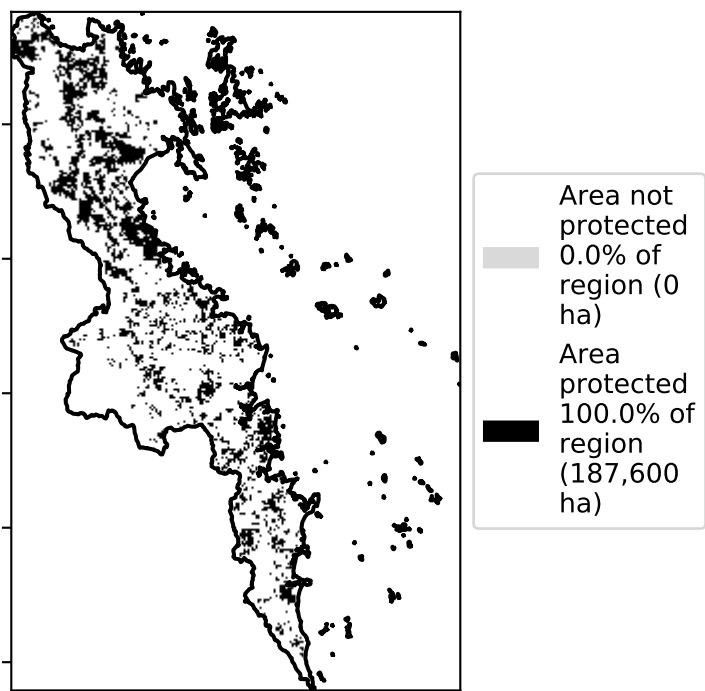 Area not
protected
0.0% of
region (0
ha)
Area
protected
100.0% of
region
(187,600
ha)